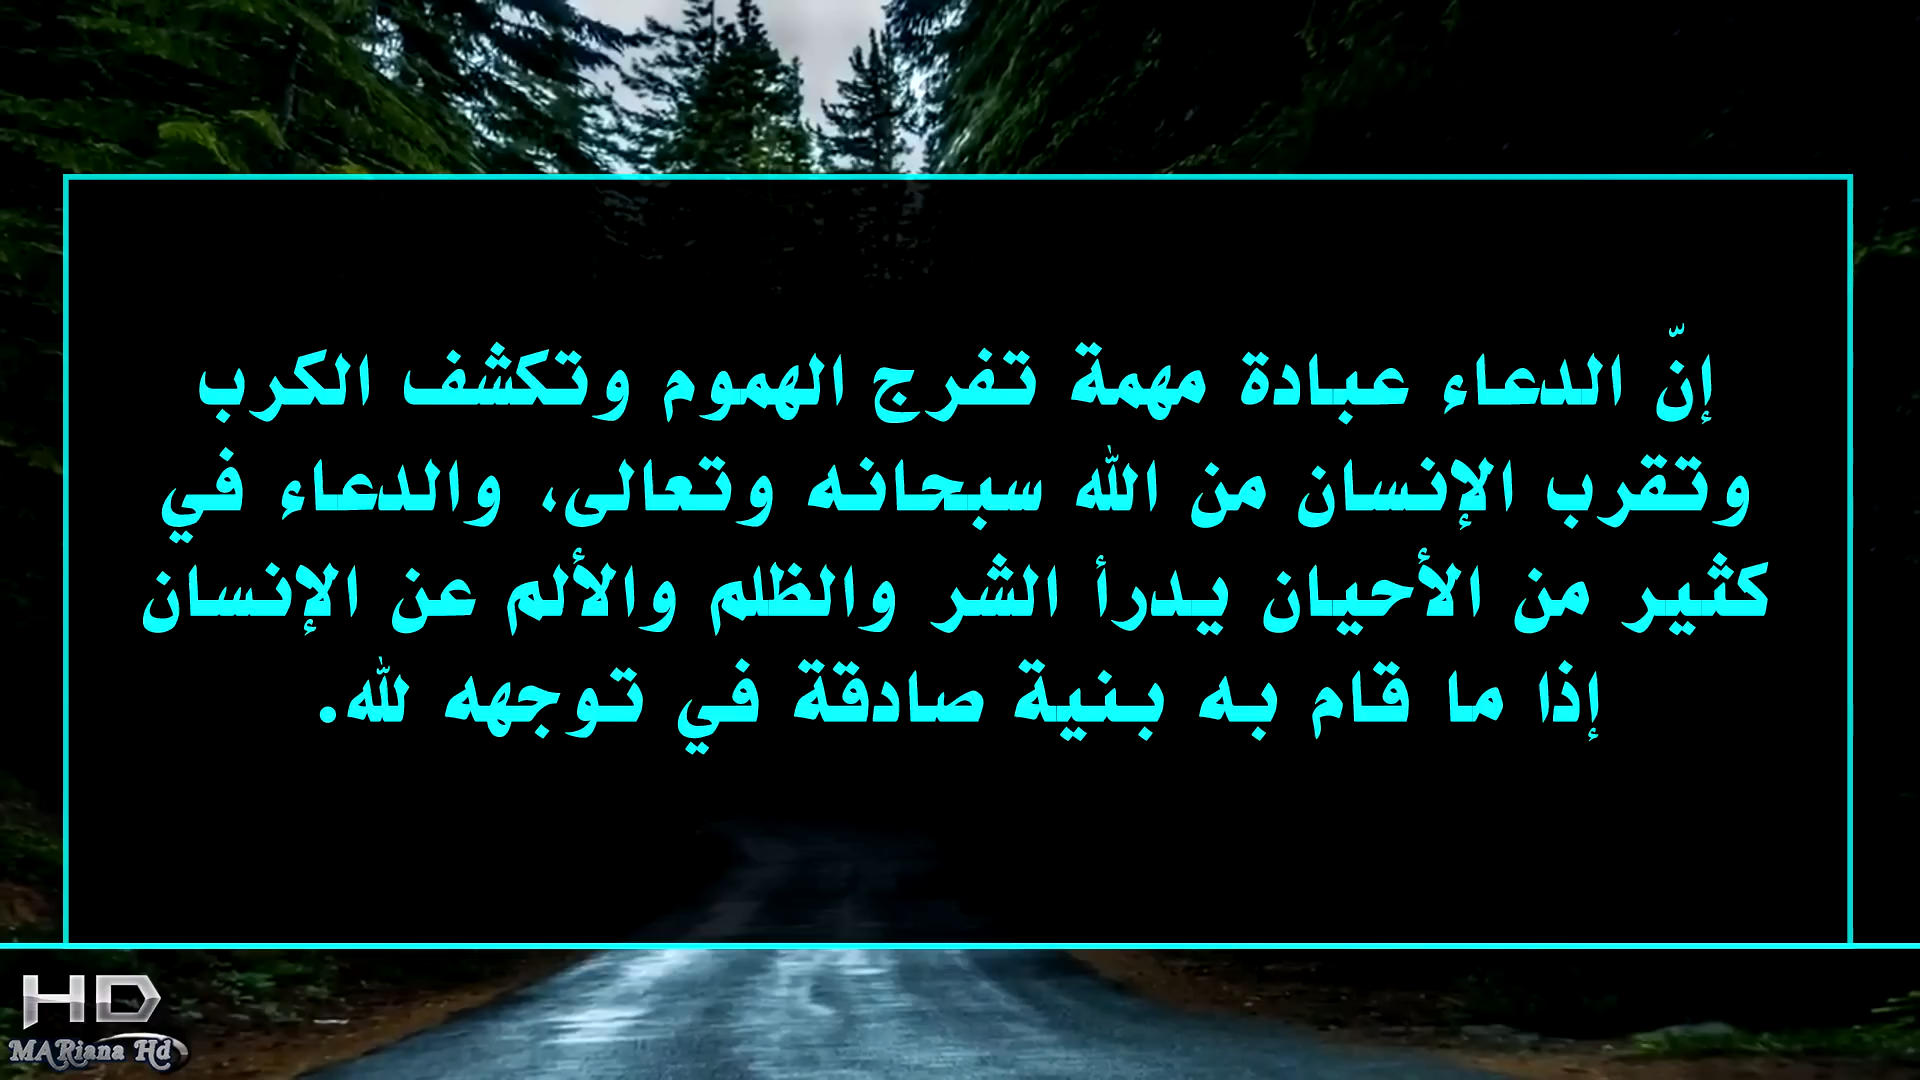 إنّ الدعاء عبادة مهمة تفرج الهموم وتكشف الكرب
وتقرب الإنسان من الله سبحانه وتعالى، والدعاء في
كثير من الأحيان يدرأ الشر والظلم والألم عن الإنسان
إذا ما قام به بنية صادقة في توجهه لله.
HD
MARiana Hd